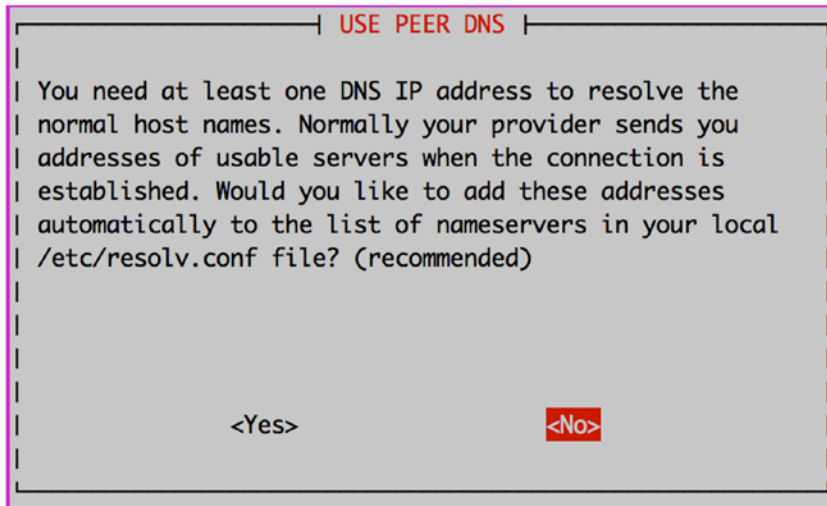 USE PEER DNS
You need at least one DNS IP address to resolve the
normal host names. Normally your provider sends you
addresses of usable servers when the connection is
established. Would you like to add these addresses
automatically to the list of nameservers in your local
/etc/resolv.conf file? (recommended)
<Yes> <No>